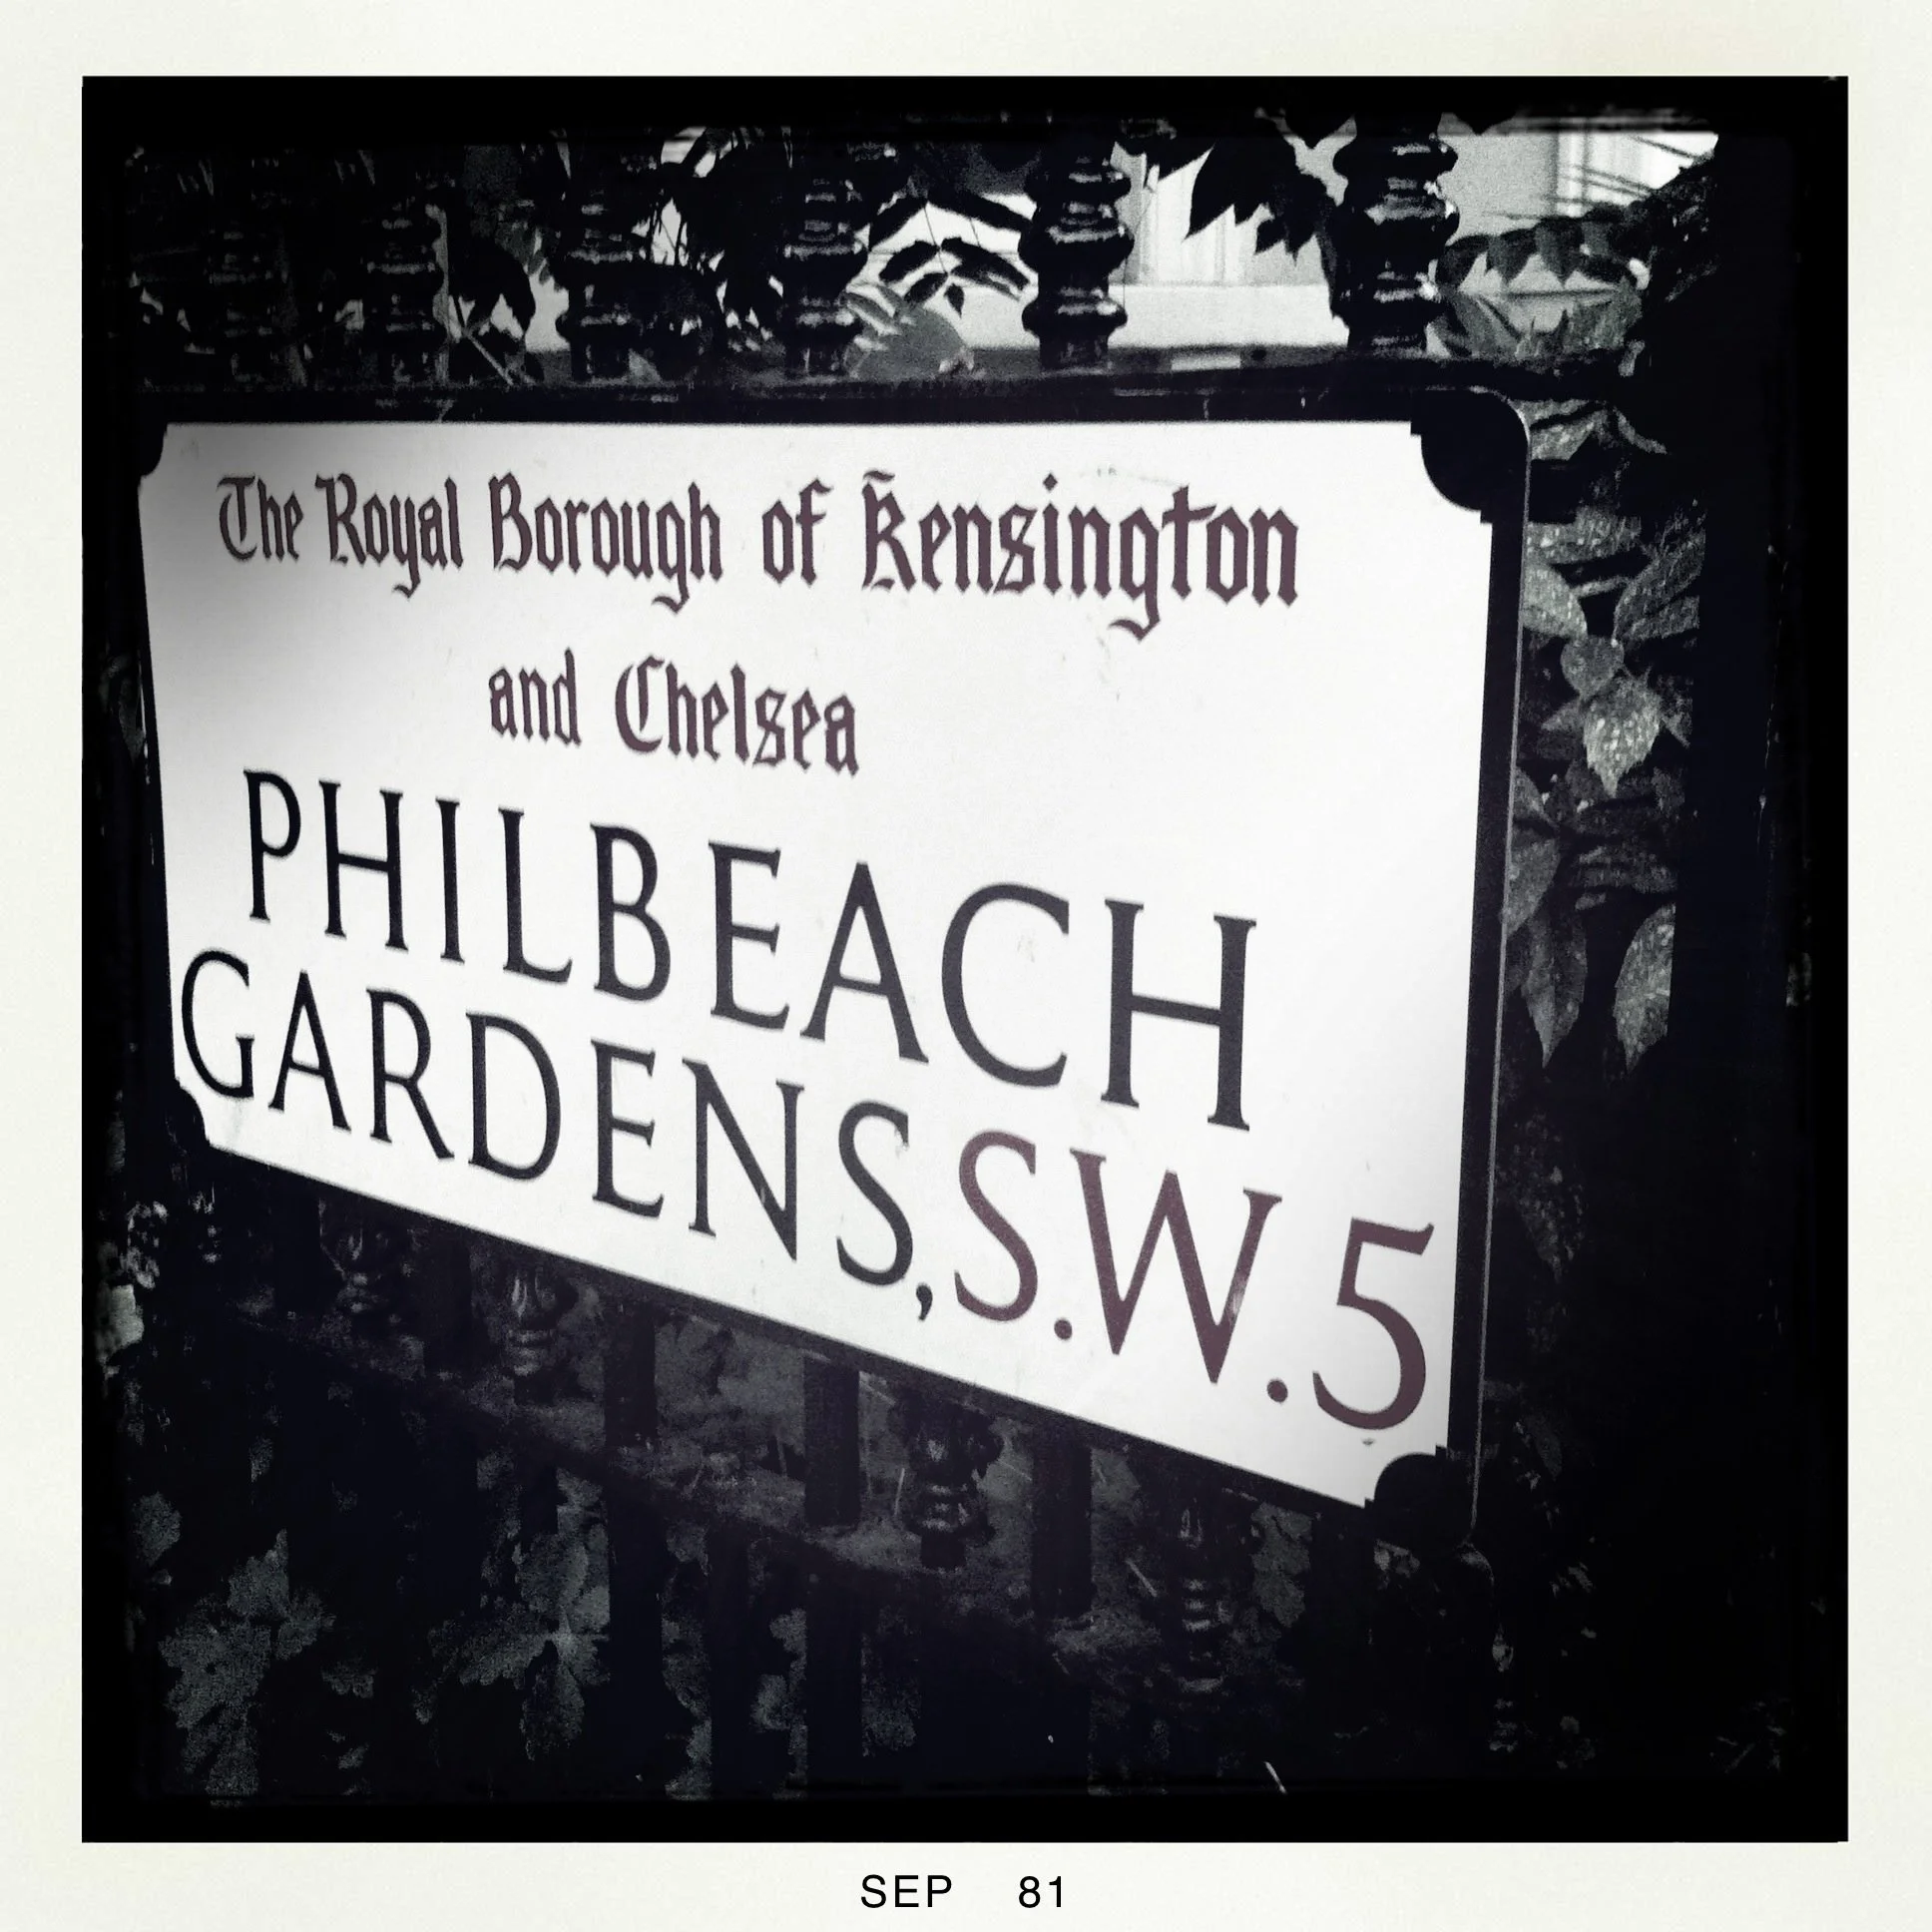 The Royal Borough of Kensington
and Chelsea
PHILBEACH
GARDENS, S.W.5
SEP 81